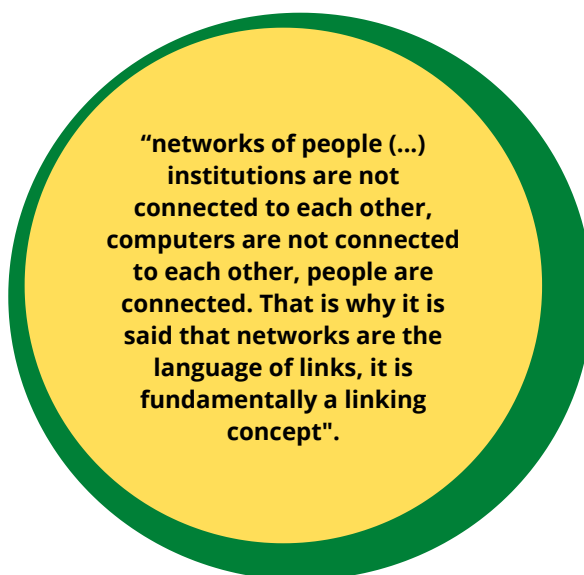 “networks of people (...)
institutions are not
connected to each other,
computers are not connected
to each other, people are
connected. That is why it is
said that networks are the
language of links, it is
fundamentally a linking
concept".